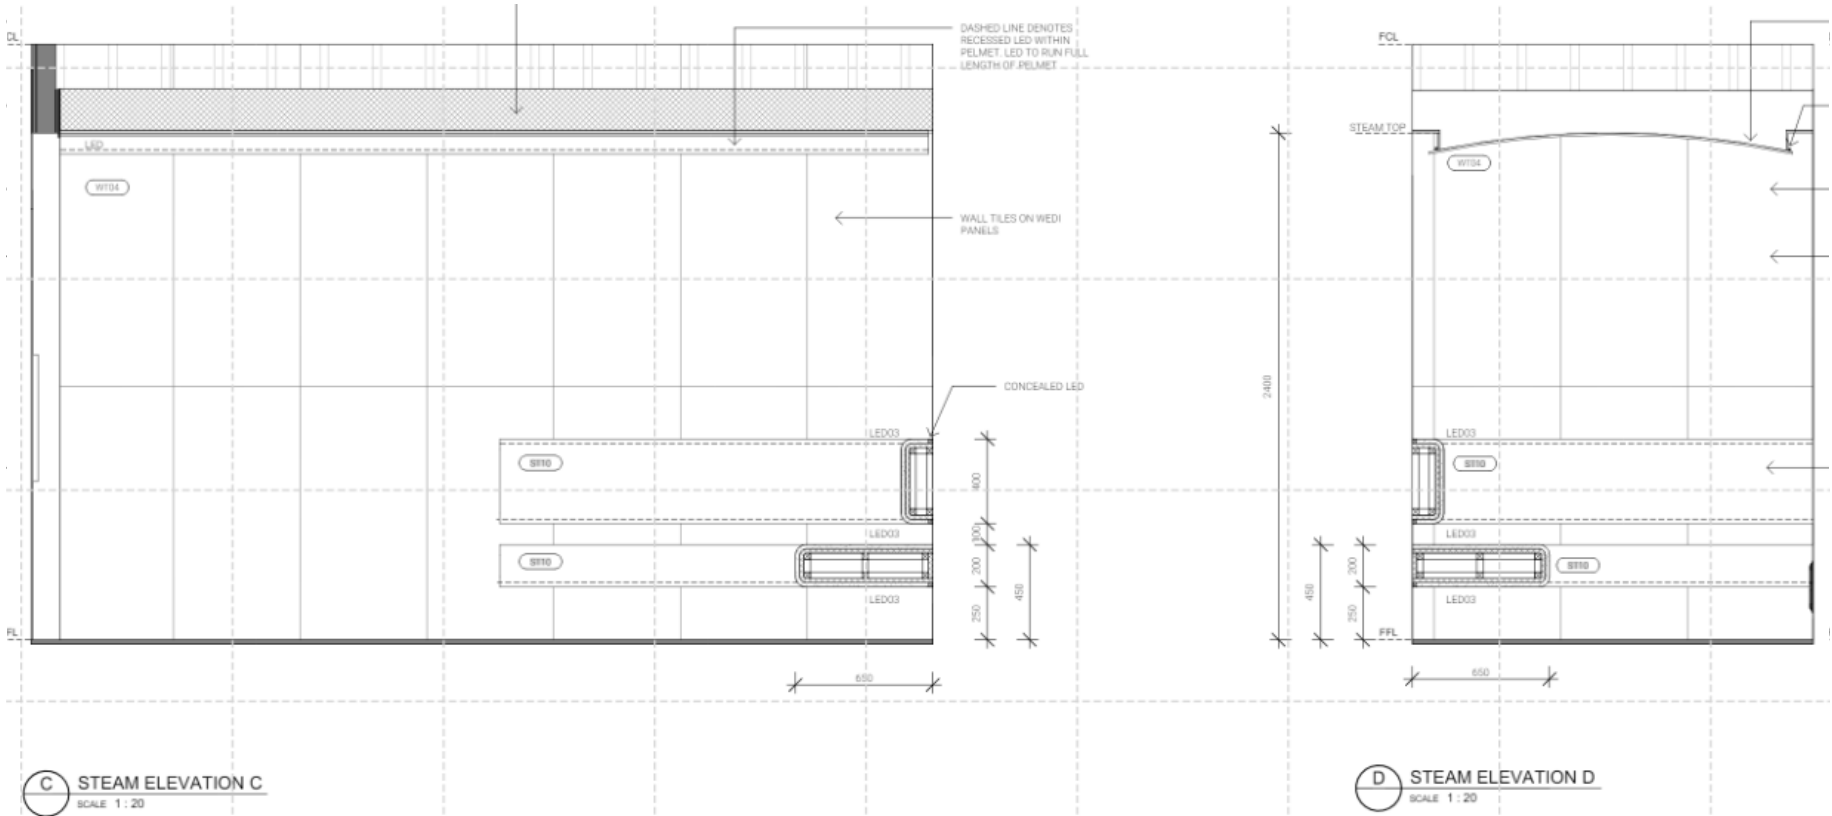 CL
DASHED LINE DENOTES
RECESSED LED WITHIN
PELMET. LED TO RUN FULL
LENGTH OF PELMET
LED
WT04
WALL TILES ON WEDI
PANELS
CONCEALED LED
LED03
ST10
400
LED03
100
ST10
200
450
LED03
250
FL
650
C
STEAM ELEVATION C
SCALE 1 : 20
FCL
STEAM TOP
WT04
2400
LED03
ST10
LED03
200
ST10
450
LED03
250
FFL
650
D
STEAM ELEVATION D
SCALE 1 : 20